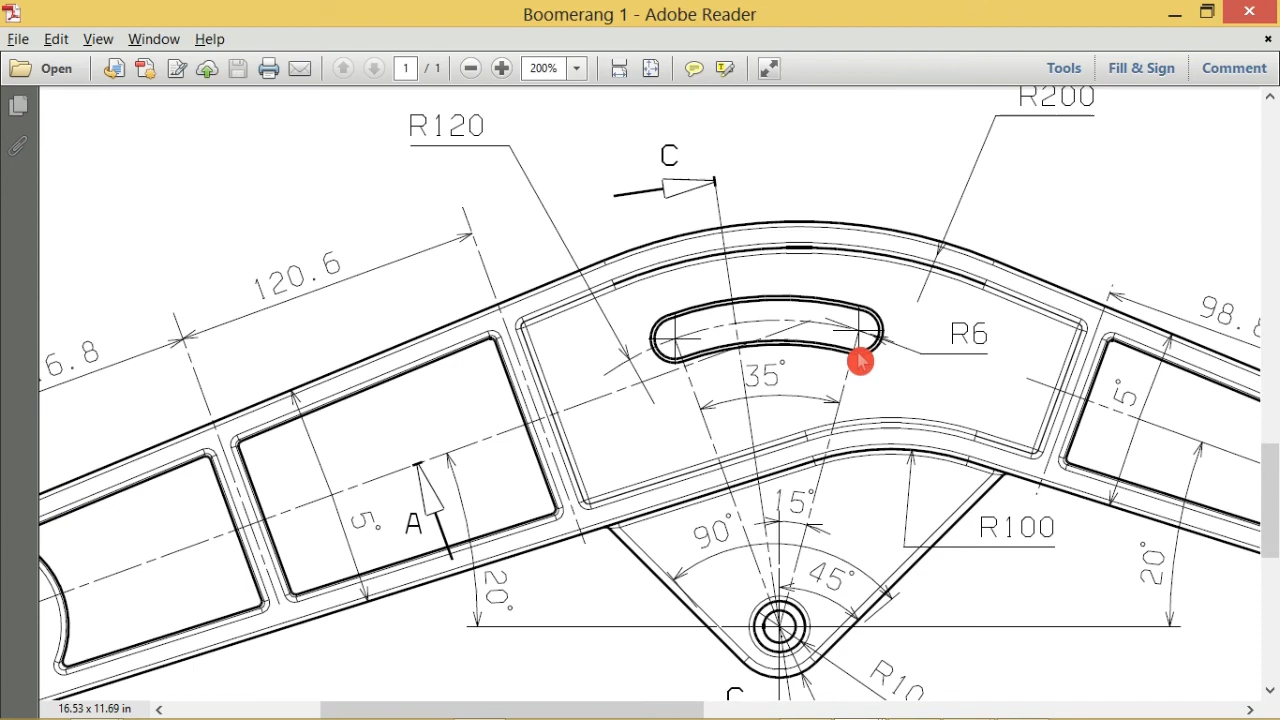 Boomerang 1 - Adobe Reader
File Edit View Window Help
Open 1 / 1 200% Tools Fill & Sign Comment
R200
R120
C
120.6
98.8
6.8
R6
35°
5°
5°
A
15°
90°
R100
45°
20°
20°
R10
C
16.53 x 11.69 in